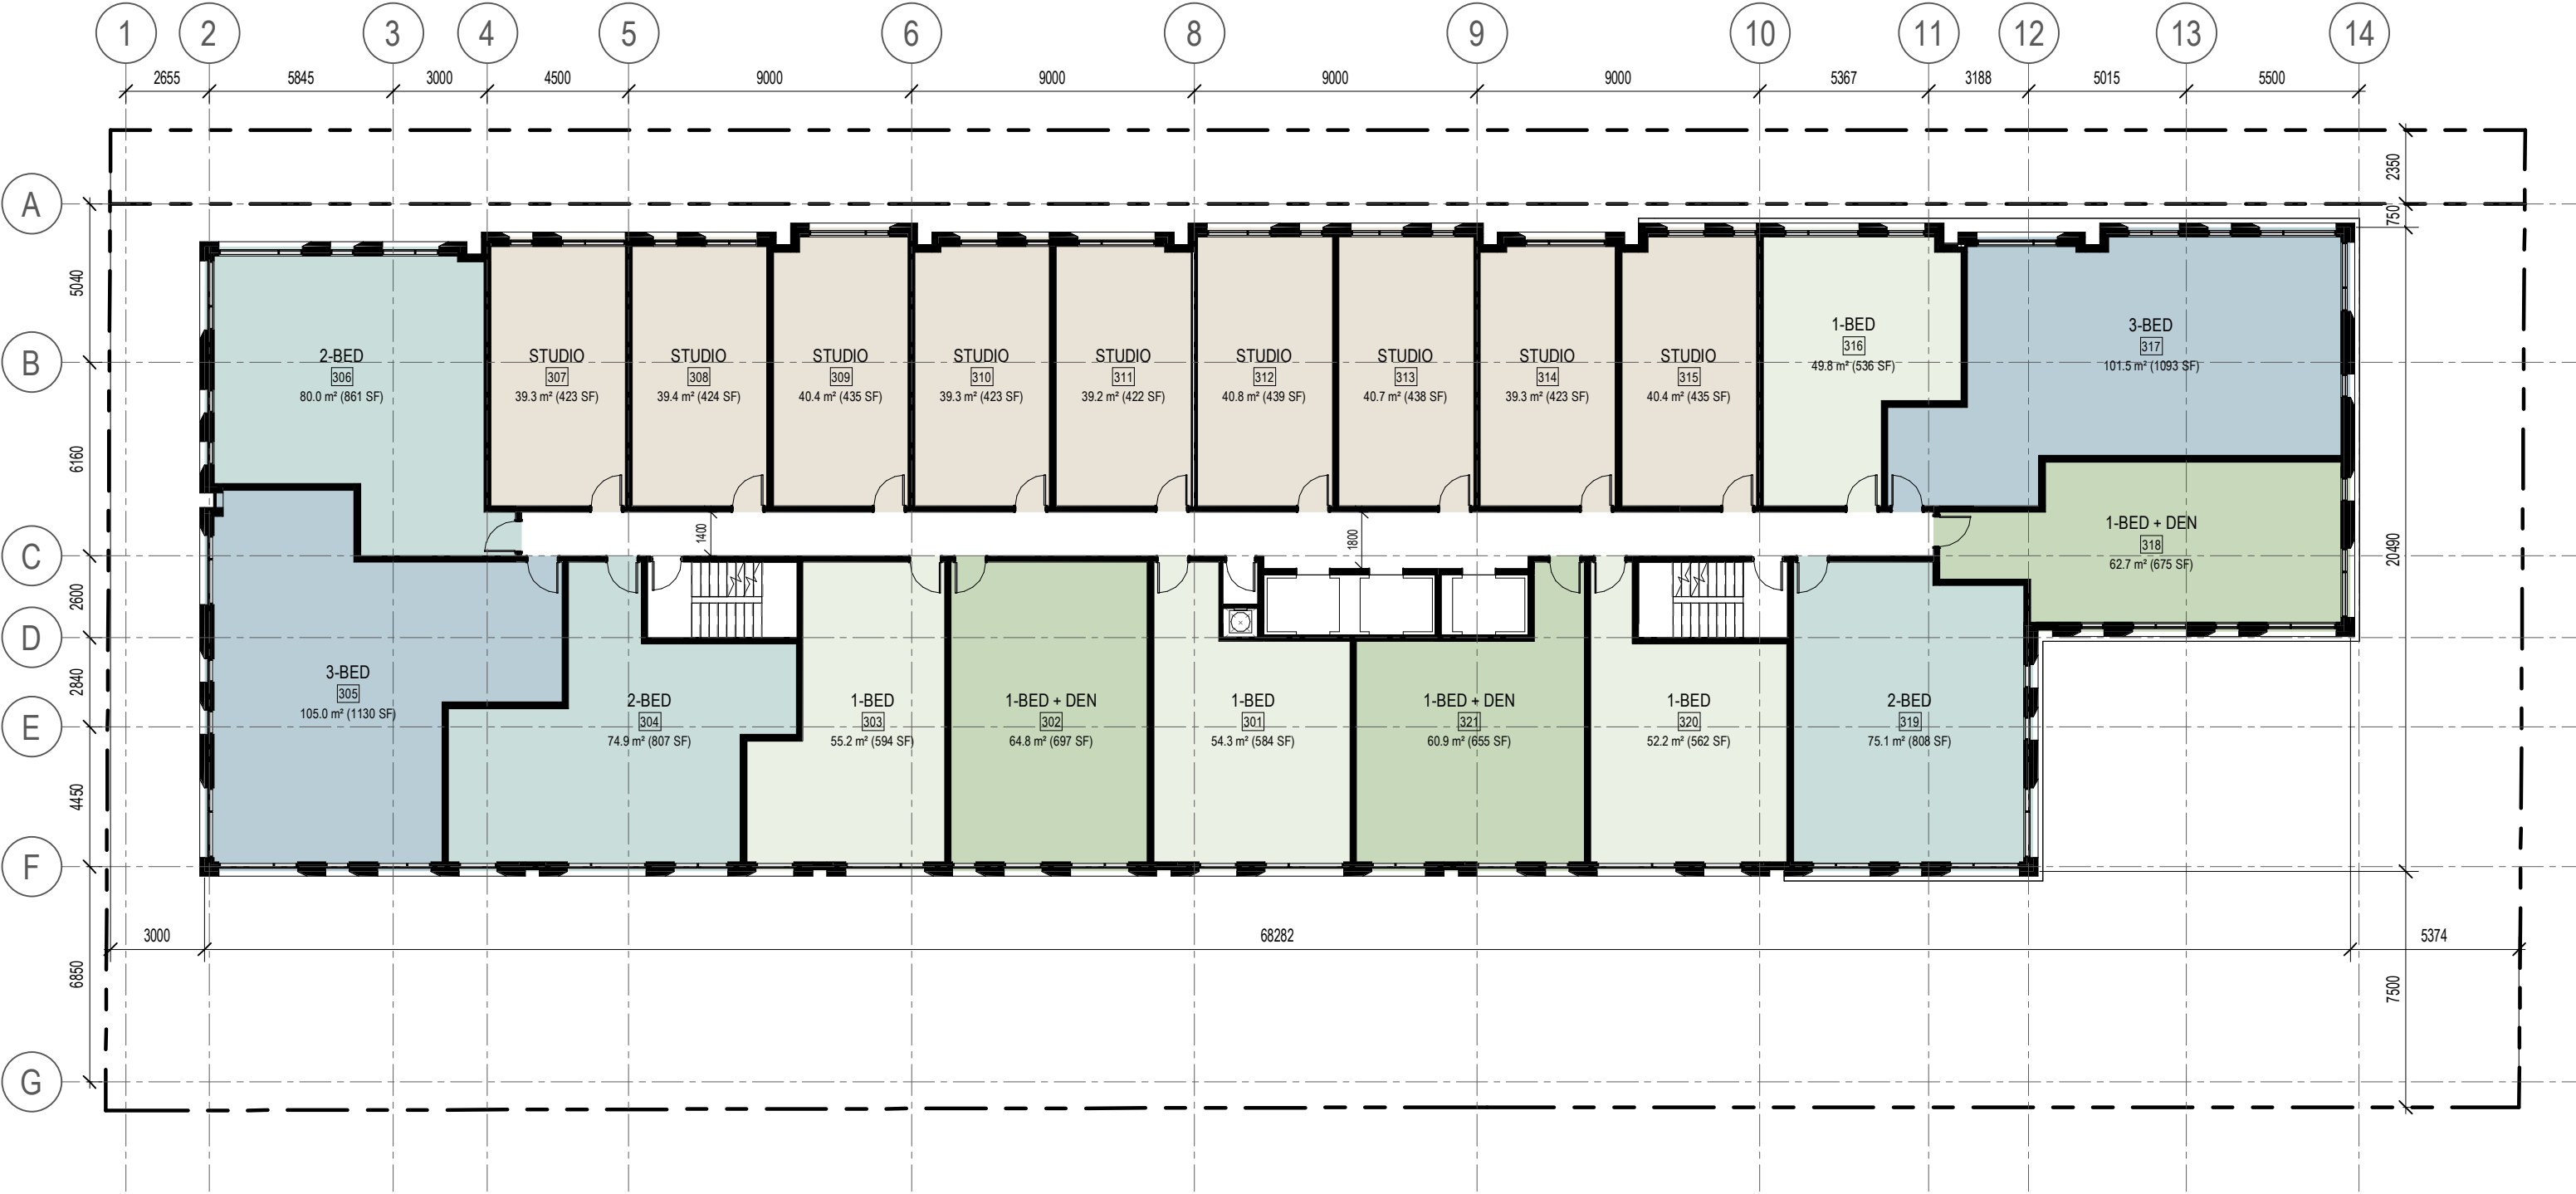 1 2 3 4 5 6 8 9 10 11 12 13 14
2655 5845 3000 4500 9000 9000 9000 9000 5367 3188 5015 5500
A
B
C
D
E
F
G
5040
6160
2600
2840
4450
6850
2350
750
20490
7500
2-BED
306
80.0 m² (861 SF)
STUDIO
307
39.3 m² (423 SF)
STUDIO
308
39.4 m² (424 SF)
STUDIO
309
40.4 m² (435 SF)
STUDIO
310
39.3 m² (423 SF)
STUDIO
311
39.2 m² (422 SF)
STUDIO
312
40.8 m² (439 SF)
STUDIO
313
40.7 m² (438 SF)
STUDIO
314
39.3 m² (423 SF)
STUDIO
315
40.4 m² (435 SF)
1-BED
316
49.8 m² (536 SF)
3-BED
317
101.5 m² (1093 SF)
1400
1800
1-BED + DEN
318
62.7 m² (675 SF)
3-BED
305
105.0 m² (1130 SF)
2-BED
304
74.9 m² (807 SF)
1-BED
303
55.2 m² (594 SF)
1-BED + DEN
302
64.8 m² (697 SF)
1-BED
301
54.3 m² (584 SF)
1-BED + DEN
321
60.9 m² (655 SF)
1-BED
320
52.2 m² (562 SF)
2-BED
319
75.1 m² (808 SF)
3000 68282 5374